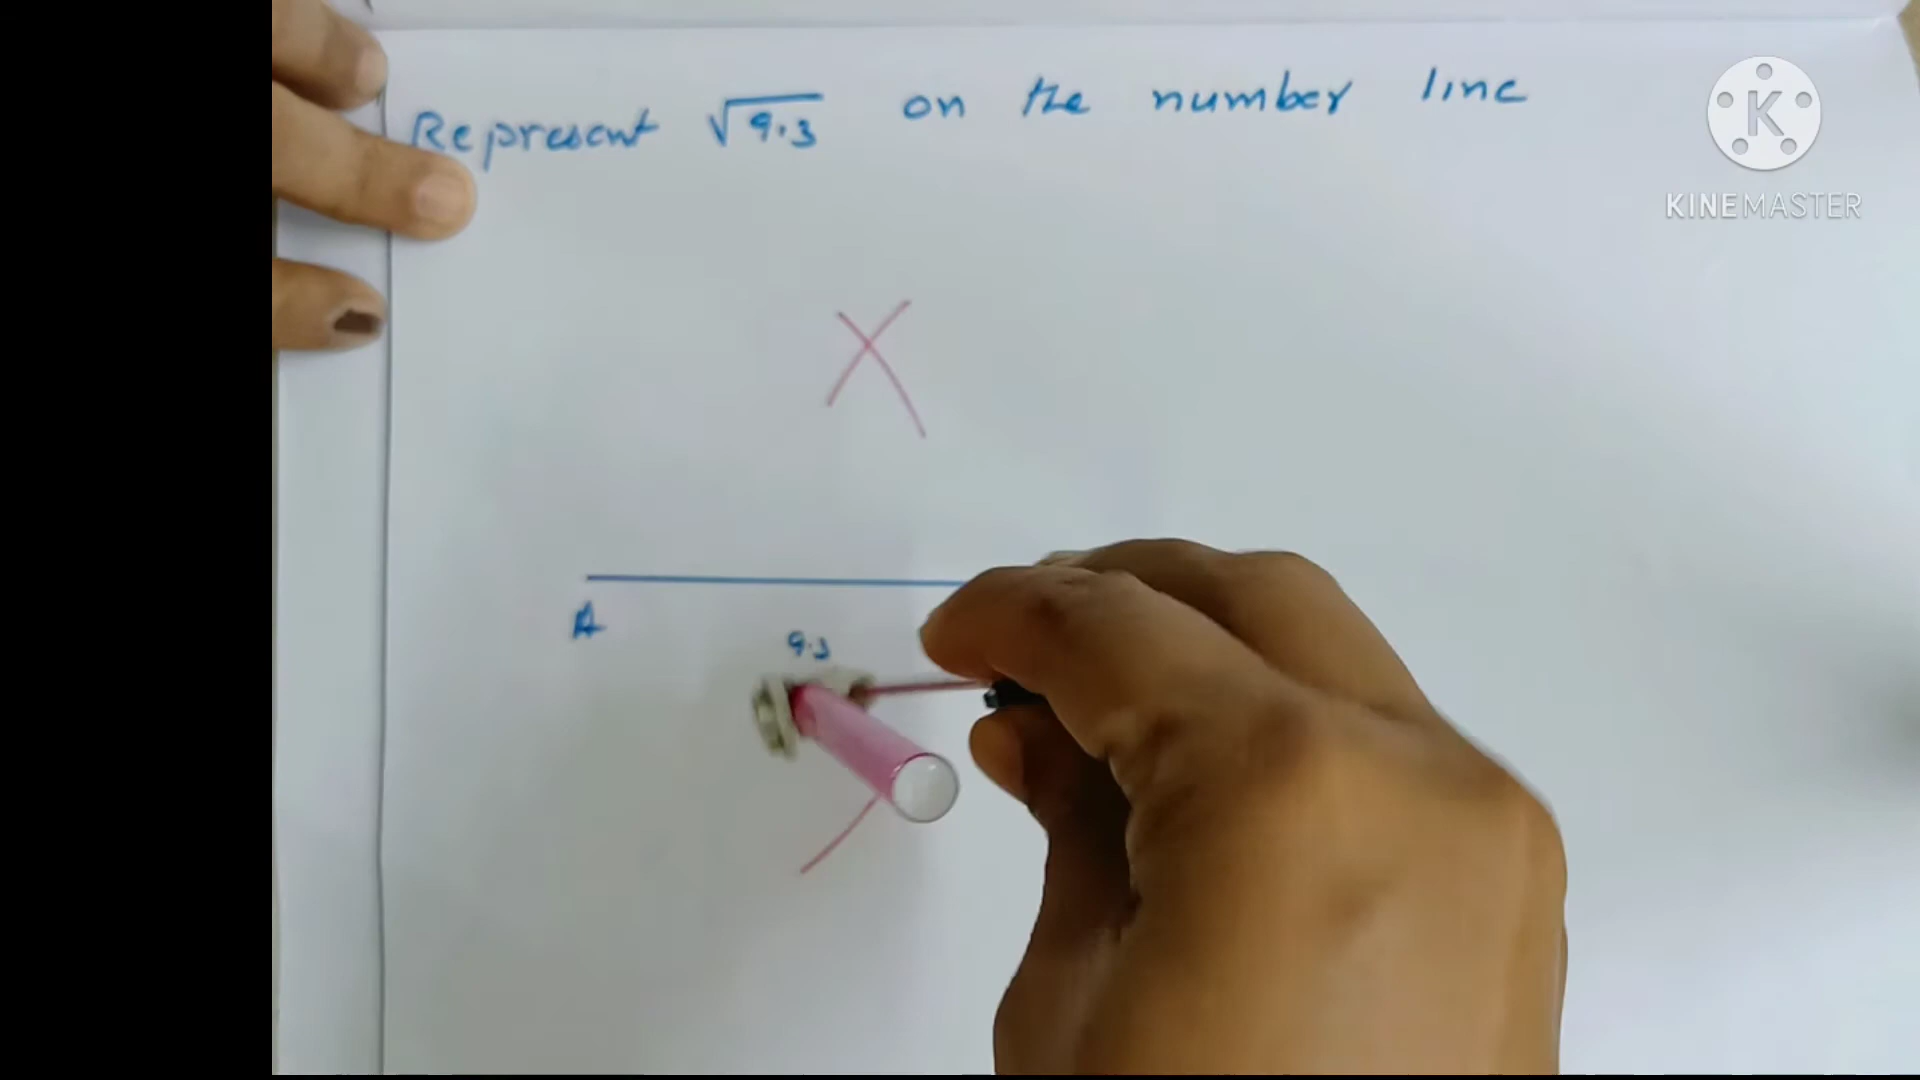 Represent √9.3 on the number line
K
KINEMASTER
A
9.3